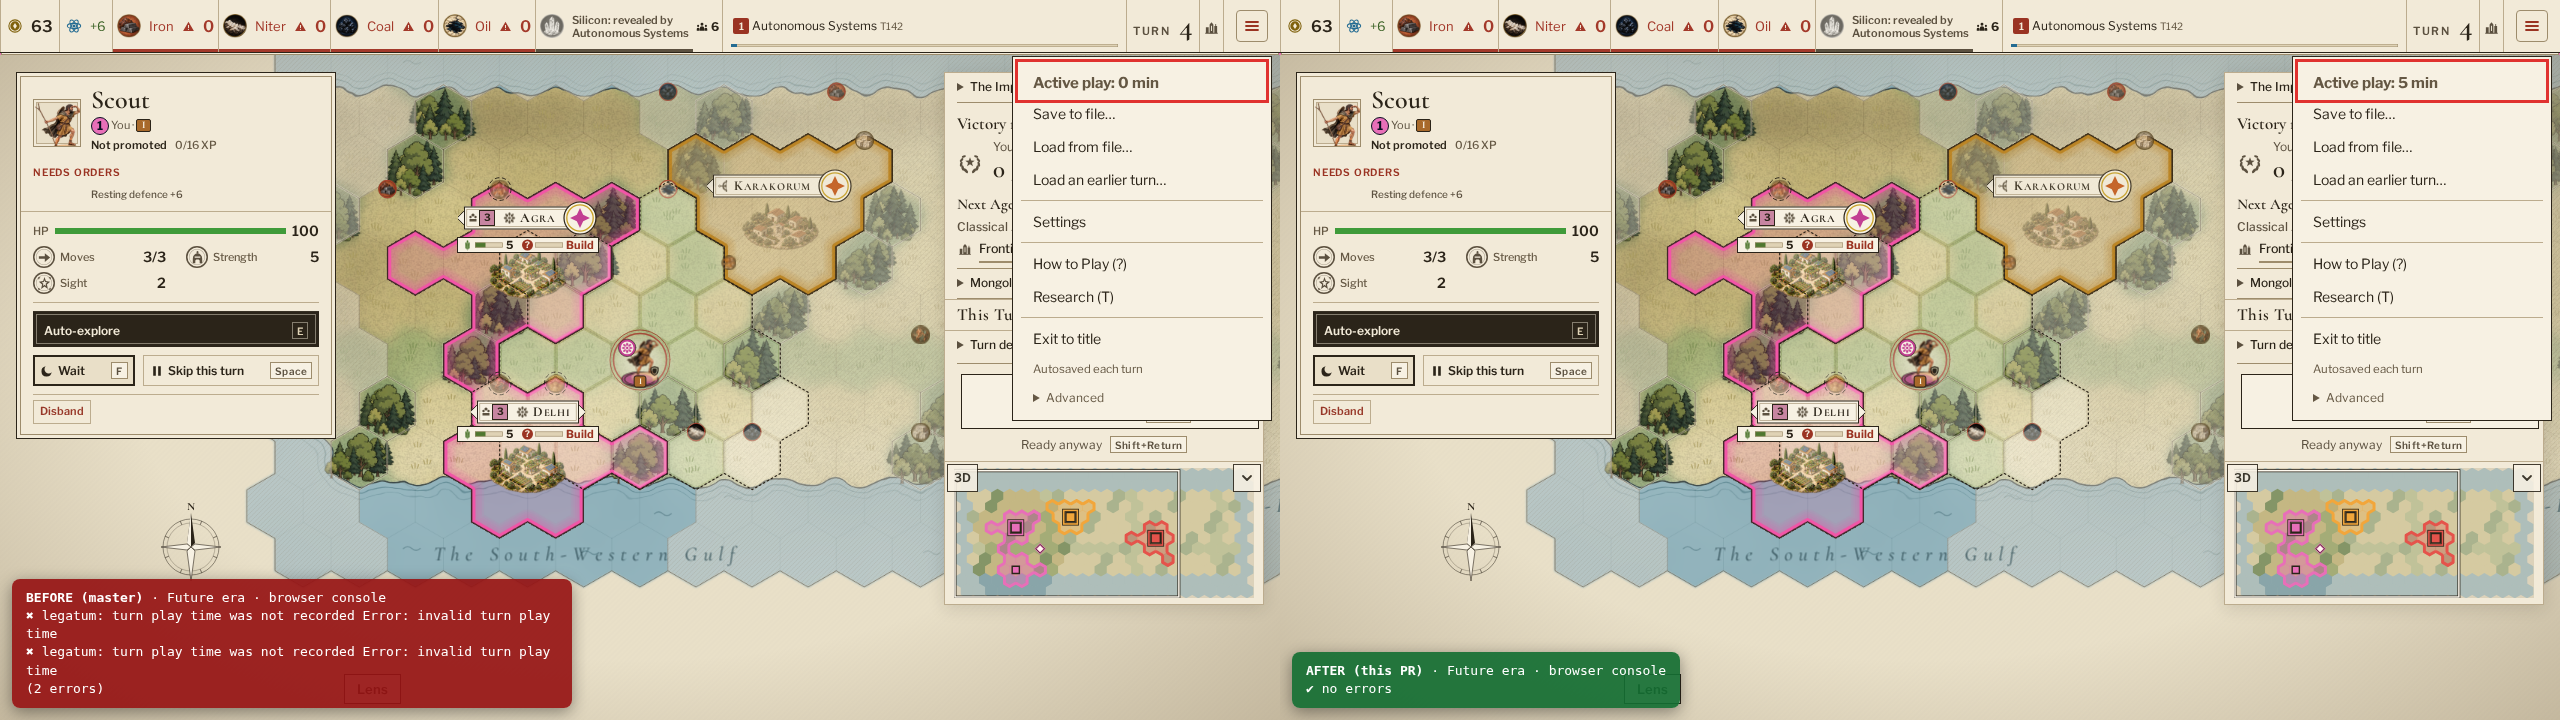 63 +6 Iron 0 Niter 0 Coal 0 Oil 0 Silicon: revealed by Autonomous Systems 6 1 Autonomous Systems T142 TURN 4
Scout
1 You · I
Not promoted 0/16 XP
NEEDS ORDERS
Resting defence +6
HP 100
Moves 3/3 Strength 5
Sight 2
Auto-explore E
Wait F Skip this turn Space
Disband
KARAKORUM
3 AGRA
5 ? Build
3 DELHI
5 ? Build
I
N
The South-Western Gulf
The Im
Victory
You
0
Next Age
Classical
Fronti
Mongol
This Tu
Turn de
Active play: 0 min
Save to file...
Load from file...
Load an earlier turn...
Settings
How to Play (?)
Research (T)
Exit to title
Autosaved each turn
Advanced
Ready anyway Shift+Return
3D
BEFORE (master) · Future era · browser console
✖ legatum: turn play time was not recorded Error: invalid turn play
time
✖ legatum: turn play time was not recorded Error: invalid turn play
time
(2 errors)
Lens
63 +6 Iron 0 Niter 0 Coal 0 Oil 0 Silicon: revealed by Autonomous Systems 6 1 Autonomous Systems T142 TURN 4
Scout
1 You · I
Not promoted 0/16 XP
NEEDS ORDERS
Resting defence +6
HP 100
Moves 3/3 Strength 5
Sight 2
Auto-explore E
Wait F Skip this turn Space
Disband
KARAKORUM
3 AGRA
5 ? Build
3 DELHI
5 ? Build
I
N
The South-Western Gulf
The Im
Victory
You
0
Next Age
Classical
Fronti
Mongol
This Tu
Turn de
Active play: 5 min
Save to file...
Load from file...
Load an earlier turn...
Settings
How to Play (?)
Research (T)
Exit to title
Autosaved each turn
Advanced
Ready anyway Shift+Return
3D
AFTER (this PR) · Future era · browser console
✔ no errors
Lens